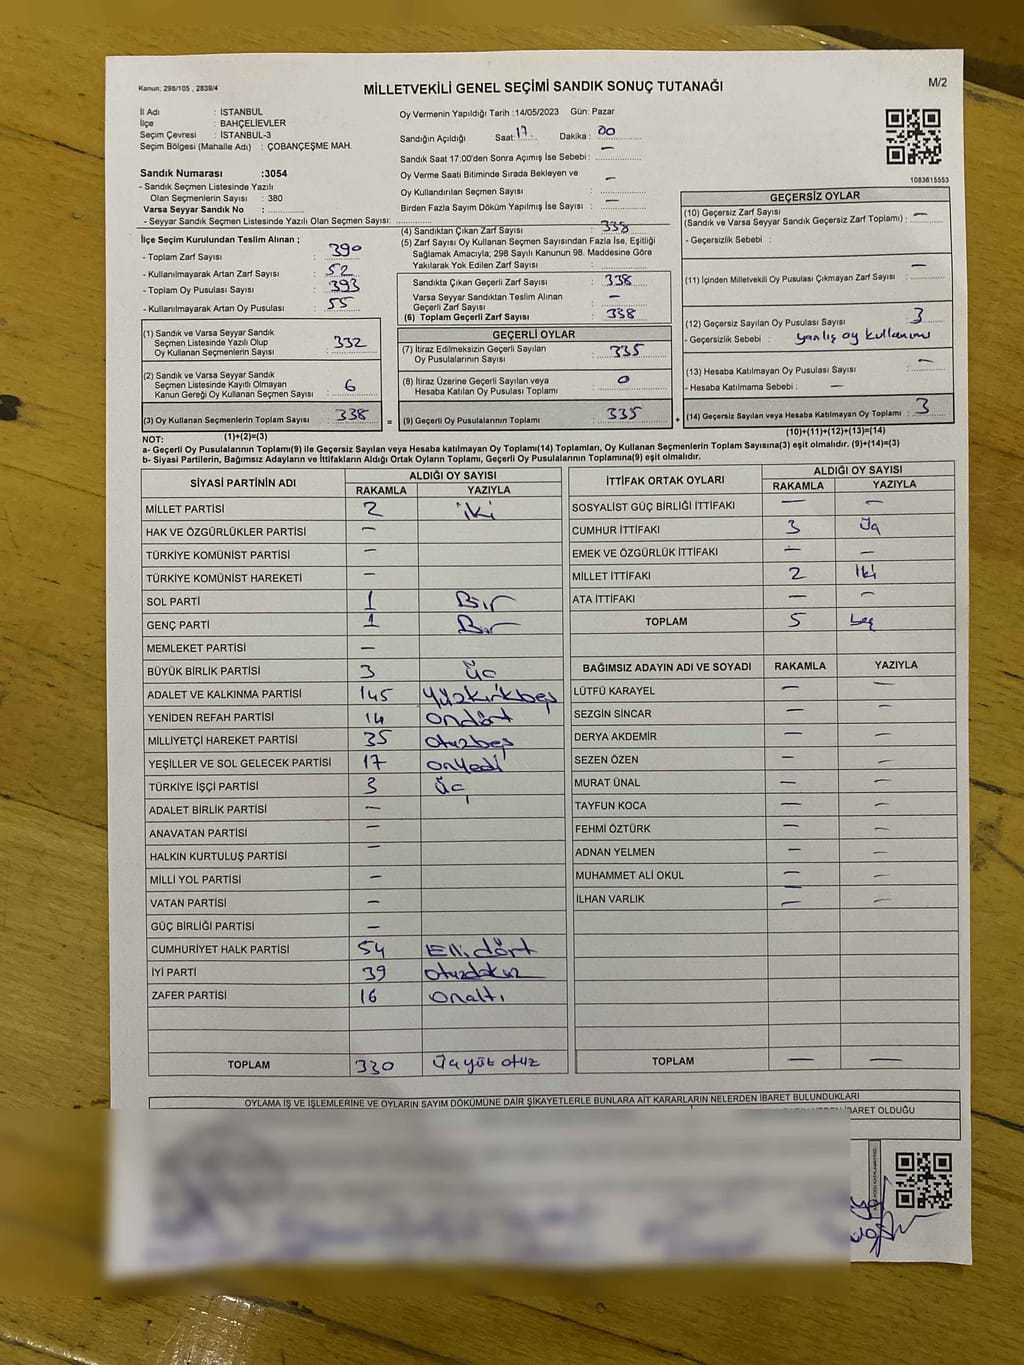 Kanun; 298/105 , 2839/4
MİLLETVEKİLİ GENEL SEÇİMİ SANDIK SONUÇ TUTANAĞI
M/2
İl Adı : İSTANBUL
İlçe : BAHÇELİEVLER
Seçim Çevresi : İSTANBUL-3
Seçim Bölgesi (Mahalle Adı) : ÇOBANÇEŞME MAH.
Sandık Numarası :3054
- Sandık Seçmen Listesinde Yazılı
Olan Seçmenlerin Sayısı : 380
Varsa Seyyar Sandık No :
- Seyyar Sandık Seçmen Listesinde Yazılı Olan Seçmen Sayısı:
Oy Vermenin Yapıldığı Tarih :14/05/2023 Gün: Pazar
Sandığın Açıldığı Saat: 17 Dakika : 00
Sandık Saat 17:00'den Sonra Açımış İse Sebebi : —
Oy Verme Saati Bitiminde Sırada Bekleyen ve
Oy Kullandırılan Seçmen Sayısı : —
Birden Fazla Sayım Döküm Yapılmış İse Sayısı : —
1083615553
İlçe Seçim Kurulundan Teslim Alınan ;
- Toplam Zarf Sayısı : 390
- Kullanılmayarak Artan Zarf Sayısı : 52
- Toplam Oy Pusulası Sayısı : 393
- Kullanılmayarak Artan Oy Pusulası : 55
(1) Sandık ve Varsa Seyyar Sandık
Seçmen Listesinde Yazılı Olup
Oy Kullanan Seçmenlerin Sayısı : 332
(2) Sandık ve Varsa Seyyar Sandık
Seçmen Listesinde Kayıtlı Olmayan
Kanun Gereği Oy Kullanan Seçmen Sayısı : 6
(3) Oy Kullanan Seçmenlerin Toplam Sayısı : 338
(1)+(2)=(3)
(4) Sandıktan Çıkan Zarf Sayısı : 338
(5) Zarf Sayısı Oy Kullanan Seçmen Sayısından Fazla İse, Eşitliği
Sağlamak Amacıyla; 298 Sayılı Kanunun 98. Maddesine Göre
Yakılarak Yok Edilen Zarf Sayısı : —
Sandıkta Çıkan Geçerli Zarf Sayısı : 338
Varsa Seyyar Sandıktan Teslim Alınan
Geçerli Zarf Sayısı : —
(6) Toplam Geçerli Zarf Sayısı : 338
GEÇERLİ OYLAR
(7) İtiraz Edilmeksizin Geçerli Sayılan
Oy Pusulalarının Sayısı : 335
(8) İtiraz Üzerine Geçerli Sayılan veya
Hesaba Katılan Oy Pusulası Toplamı : 0
= (9) Geçerli Oy Pusulalarının Toplamı : 335 +
GEÇERSİZ OYLAR
(10) Geçersiz Zarf Sayısı
(Sandık ve Varsa Seyyar Sandık Geçersiz Zarf Toplamı) : —
- Geçersizlik Sebebi :
(11) İçinden Milletvekili Oy Pusulası Çıkmayan Zarf Sayısı : —
(12) Geçersiz Sayılan Oy Pusulası Sayısı : 3
- Geçersizlik Sebebi : yanlış oy kullanımı
(13) Hesaba Katılmayan Oy Pusulası Sayısı : —
- Hesaba Katılmama Sebebi : —
(14) Geçersiz Sayılan veya Hesaba Katılmayan Oy Toplamı : 3
(10)+(11)+(12)+(13)=(14)
NOT:
a- Geçerli Oy Pusulalarının Toplamı(9) ile Geçersiz Sayılan veya Hesaba katılmayan Oy Toplamı(14) Toplamları, Oy Kullanan Seçmenlerin Toplam Sayısına(3) eşit olmalıdır. (9)+(14)=(3)
b- Siyasi Partilerin, Bağımsız Adayların ve İttifakların Aldığı Ortak Oyların Toplamı, Geçerli Oy Pusulalarının Toplamına(9) eşit olmalıdır.
SİYASİ PARTİNİN ADI ALDIĞI OY SAYISI
RAKAMLA YAZIYLA
MİLLET PARTİSİ 2 iki
HAK VE ÖZGÜRLÜKLER PARTİSİ —
TÜRKİYE KOMÜNİST PARTİSİ —
TÜRKİYE KOMÜNİST HAREKETİ —
SOL PARTİ 1 Bir
GENÇ PARTİ 1 Bir
MEMLEKET PARTİSİ —
BÜYÜK BİRLİK PARTİSİ 3 üç
ADALET VE KALKINMA PARTİSİ 145 yüzkırkbeş
YENİDEN REFAH PARTİSİ 14 ondört
MİLLİYETÇİ HAREKET PARTİSİ 35 otuzbeş
YEŞİLLER VE SOL GELECEK PARTİSİ 17 onyedi
TÜRKİYE İŞÇİ PARTİSİ 3 üç
ADALET BİRLİK PARTİSİ —
ANAVATAN PARTİSİ —
HALKIN KURTULUŞ PARTİSİ —
MİLLİ YOL PARTİSİ —
VATAN PARTİSİ —
GÜÇ BİRLİĞİ PARTİSİ —
CUMHURİYET HALK PARTİSİ 54 Elli dört
İYİ PARTİ 39 otuzdokuz
ZAFER PARTİSİ 16 onaltı
TOPLAM 330 üçyüz otuz
İTTİFAK ORTAK OYLARI ALDIĞI OY SAYISI
RAKAMLA YAZIYLA
SOSYALİST GÜÇ BİRLİĞİ İTTİFAKI — —
CUMHUR İTTİFAKI 3 üç
EMEK VE ÖZGÜRLÜK İTTİFAKI — —
MİLLET İTTİFAKI 2 iki
ATA İTTİFAKI — —
TOPLAM 5 beş
BAĞIMSIZ ADAYIN ADI VE SOYADI RAKAMLA YAZIYLA
LÜTFÜ KARAYEL — —
SEZGİN SİNCAR — —
DERYA AKDEMİR — —
SEZEN ÖZEN — —
MURAT ÜNAL — —
TAYFUN KOCA — —
FEHMİ ÖZTÜRK — —
ADNAN YELMEN — —
MUHAMMET ALİ OKUL — —
İLHAN VARLIK — —
TOPLAM — —
OYLAMA İŞ VE İŞLEMLERİNE VE OYLARIN SAYIM DÖKÜMÜNE DAİR ŞİKAYETLERLE BUNLARA AİT KARARLARIN NELERDEN İBARET BULUNDUKLARI
İBARET OLDUĞU